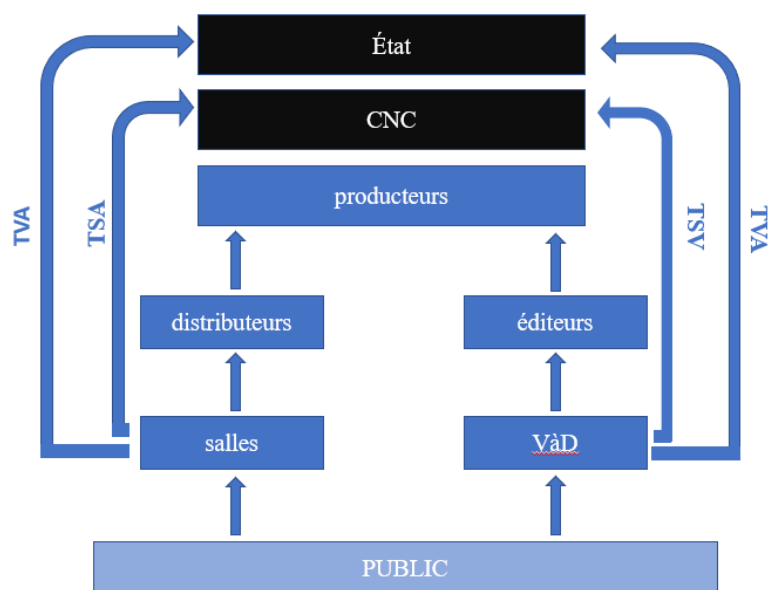 État
CNC
producteurs
TVA
TSA
TSV
TVA
distributeurs
éditeurs
salles
VàD
PUBLIC